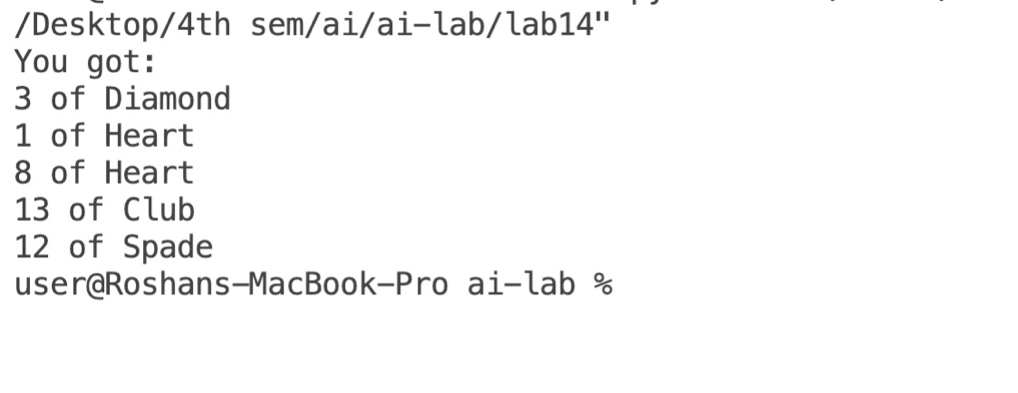 /Desktop/4th sem/ai/ai-lab/lab14"
You got:
3 of Diamond
1 of Heart
8 of Heart
13 of Club
12 of Spade
user@Roshans-MacBook-Pro ai-lab %